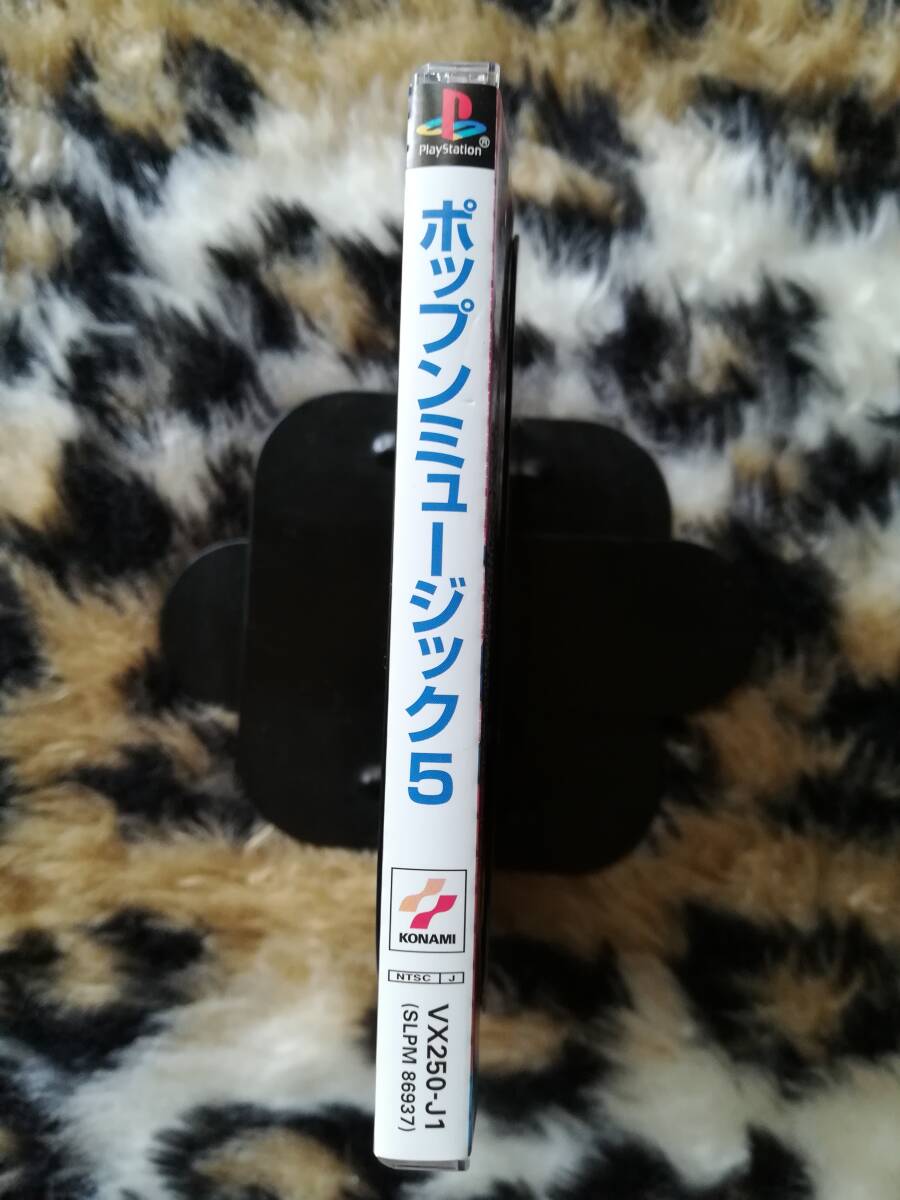 PlayStation®
ポップンミュージック5
KONAMI
NTSC J
VX250-J1
(SLPM 86937)